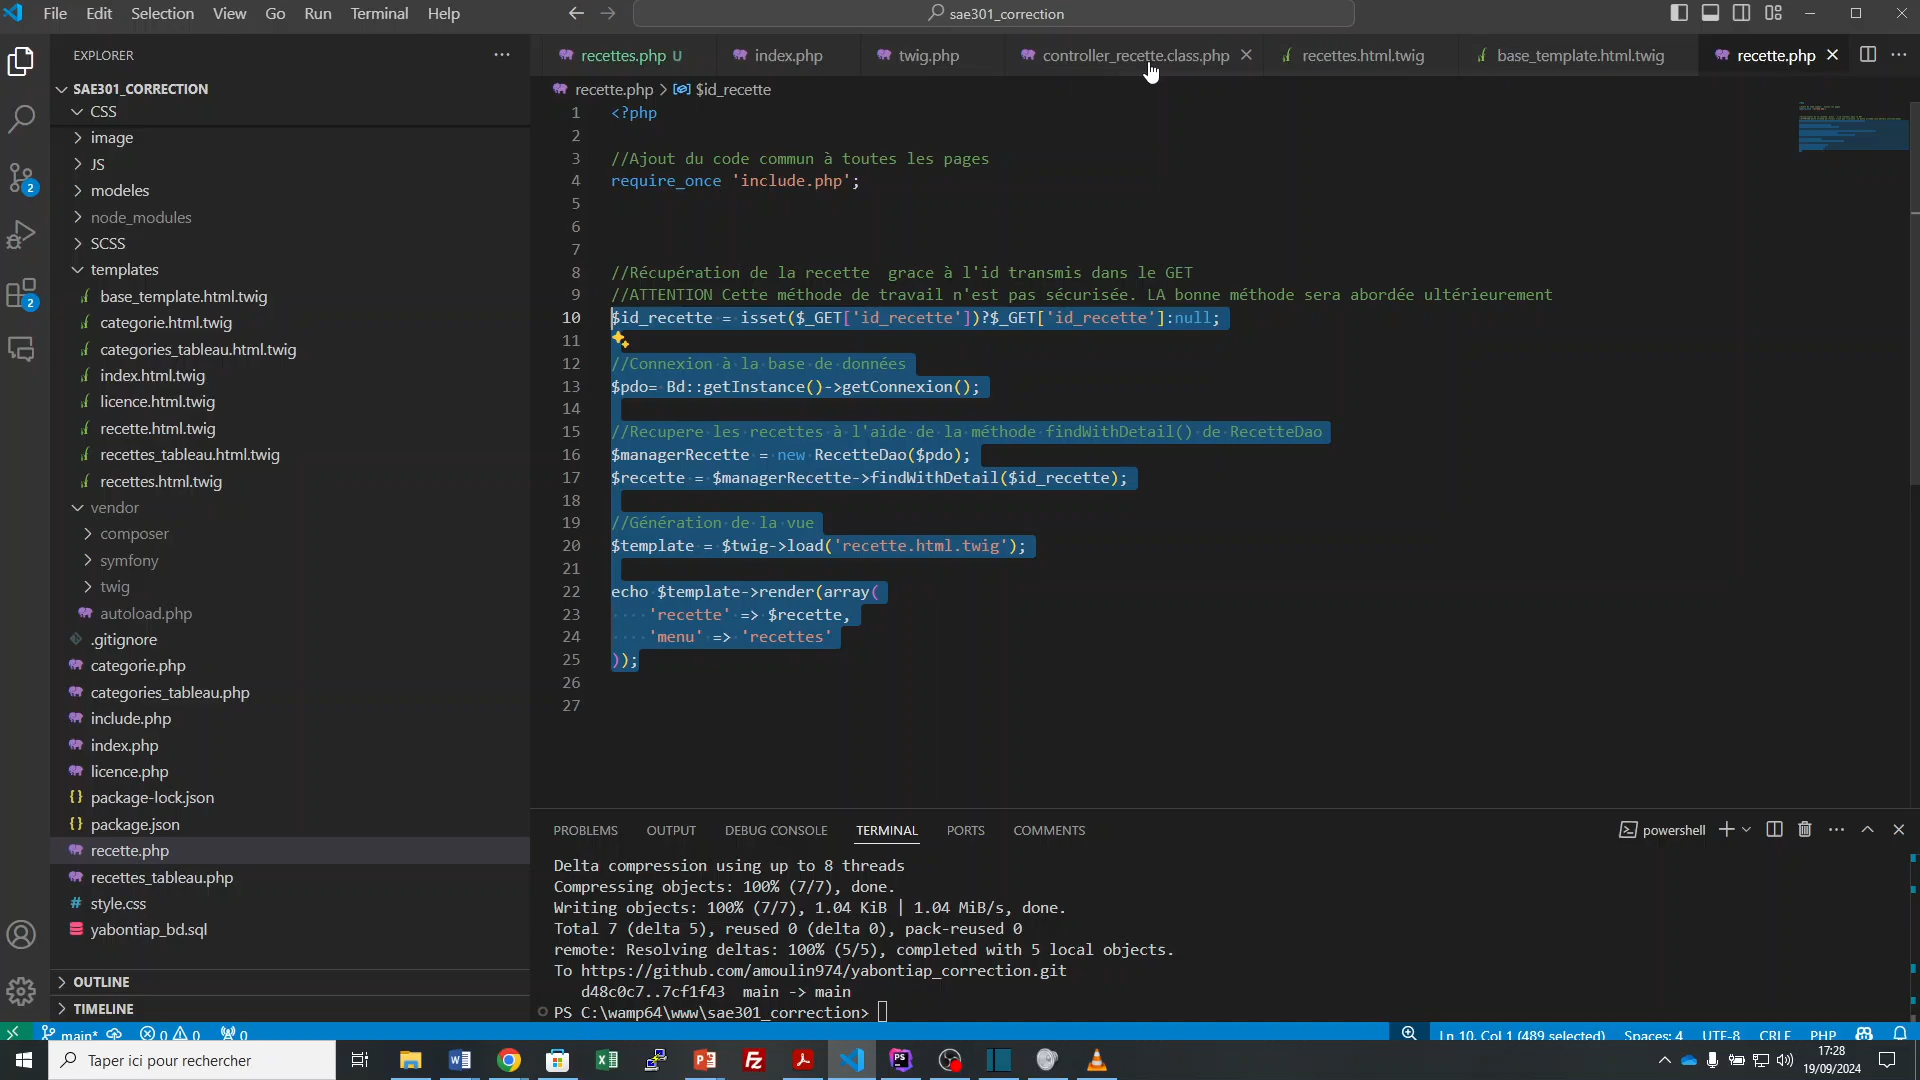 File Edit Selection View Go Run Terminal Help
sae301_correction
EXPLORER
recettes.php U
index.php
twig.php
controller_recette.class.php
recettes.html.twig
base_template.html.twig
recette.php
SAE301_CORRECTION
CSS
image
JS
modeles
node_modules
SCSS
templates
base_template.html.twig
categorie.html.twig
categories_tableau.html.twig
index.html.twig
licence.html.twig
recette.html.twig
recettes_tableau.html.twig
recettes.html.twig
vendor
composer
symfony
twig
autoload.php
.gitignore
categorie.php
categories_tableau.php
include.php
index.php
licence.php
package-lock.json
package.json
recette.php
recettes_tableau.php
style.css
yabontiap_bd.sql
OUTLINE
TIMELINE
2
2
recette.php > $id_recette
1 <?php
2
3 //Ajout du code commun à toutes les pages
4 require_once 'include.php';
5
6
7
8 //Récupération de la recette  grace à l'id transmis dans le GET
9 //ATTENTION Cette méthode de travail n'est pas sécurisée. LA bonne méthode sera abordée ultérieurement
10 $id_recette = isset($_GET['id_recette'])?$_GET['id_recette']:null;
11
12 //Connexion à la base de données
13 $pdo= Bd::getInstance()->getConnexion();
14
15 //Recupere les recettes à l'aide de la méthode findWithDetail() de RecetteDao
16 $managerRecette = new RecetteDao($pdo);
17 $recette = $managerRecette->findWithDetail($id_recette);
18
19 //Génération de la vue
20 $template = $twig->load('recette.html.twig');
21
22 echo $template->render(array(
23     'recette' => $recette,
24     'menu' => 'recettes'
25 ));
26
27
PROBLEMS OUTPUT DEBUG CONSOLE TERMINAL PORTS COMMENTS
powershell
Delta compression using up to 8 threads
Compressing objects: 100% (7/7), done.
Writing objects: 100% (7/7), 1.04 KiB | 1.04 MiB/s, done.
Total 7 (delta 5), reused 0 (delta 0), pack-reused 0
remote: Resolving deltas: 100% (5/5), completed with 5 local objects.
To https://github.com/amoulin974/yabontiap_correction.git
   d48c0c7..7cf1f43  main -> main
PS C:\wamp64\www\sae301_correction>
main* 0 0 0 Ln 10, Col 1 (489 selected) Spaces: 4 UTF-8 CRLF PHP
Taper ici pour rechercher
17:28
19/09/2024